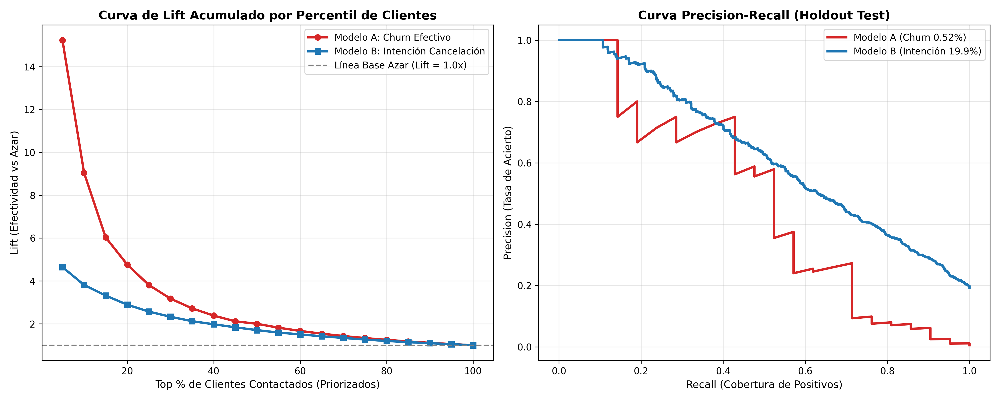 Curva de Lift Acumulado por Percentil de Clientes
Modelo A: Churn Efectivo
Modelo B: Intención Cancelación
Línea Base Azar (Lift = 1.0x)
Lift (Efectividad vs Azar)
14
12
10
8
6
4
2
20
40
60
80
100
Top % de Clientes Contactados (Priorizados)
Curva Precision-Recall (Holdout Test)
Modelo A (Churn 0.52%)
Modelo B (Intención 19.9%)
Precision (Tasa de Acierto)
1.0
0.8
0.6
0.4
0.2
0.0
0.0
0.2
0.4
0.6
0.8
1.0
Recall (Cobertura de Positivos)